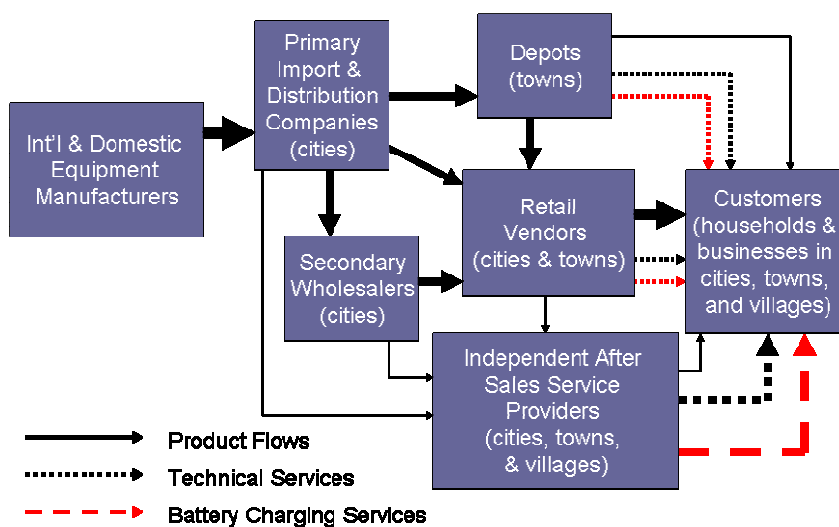 Int'l & Domestic
Equipment
Manufacturers
Primary
Import &
Distribution
Companies
(cities)
Depots
(towns)
Secondary
Wholesalers
(cities)
Retail
Vendors
(cities & towns)
Customers
(households &
businesses in
cities, towns,
and villages)
Independent After
Sales Service
Providers
(cities, towns,
& villages)
Product Flows
Technical Services
Battery Charging Services